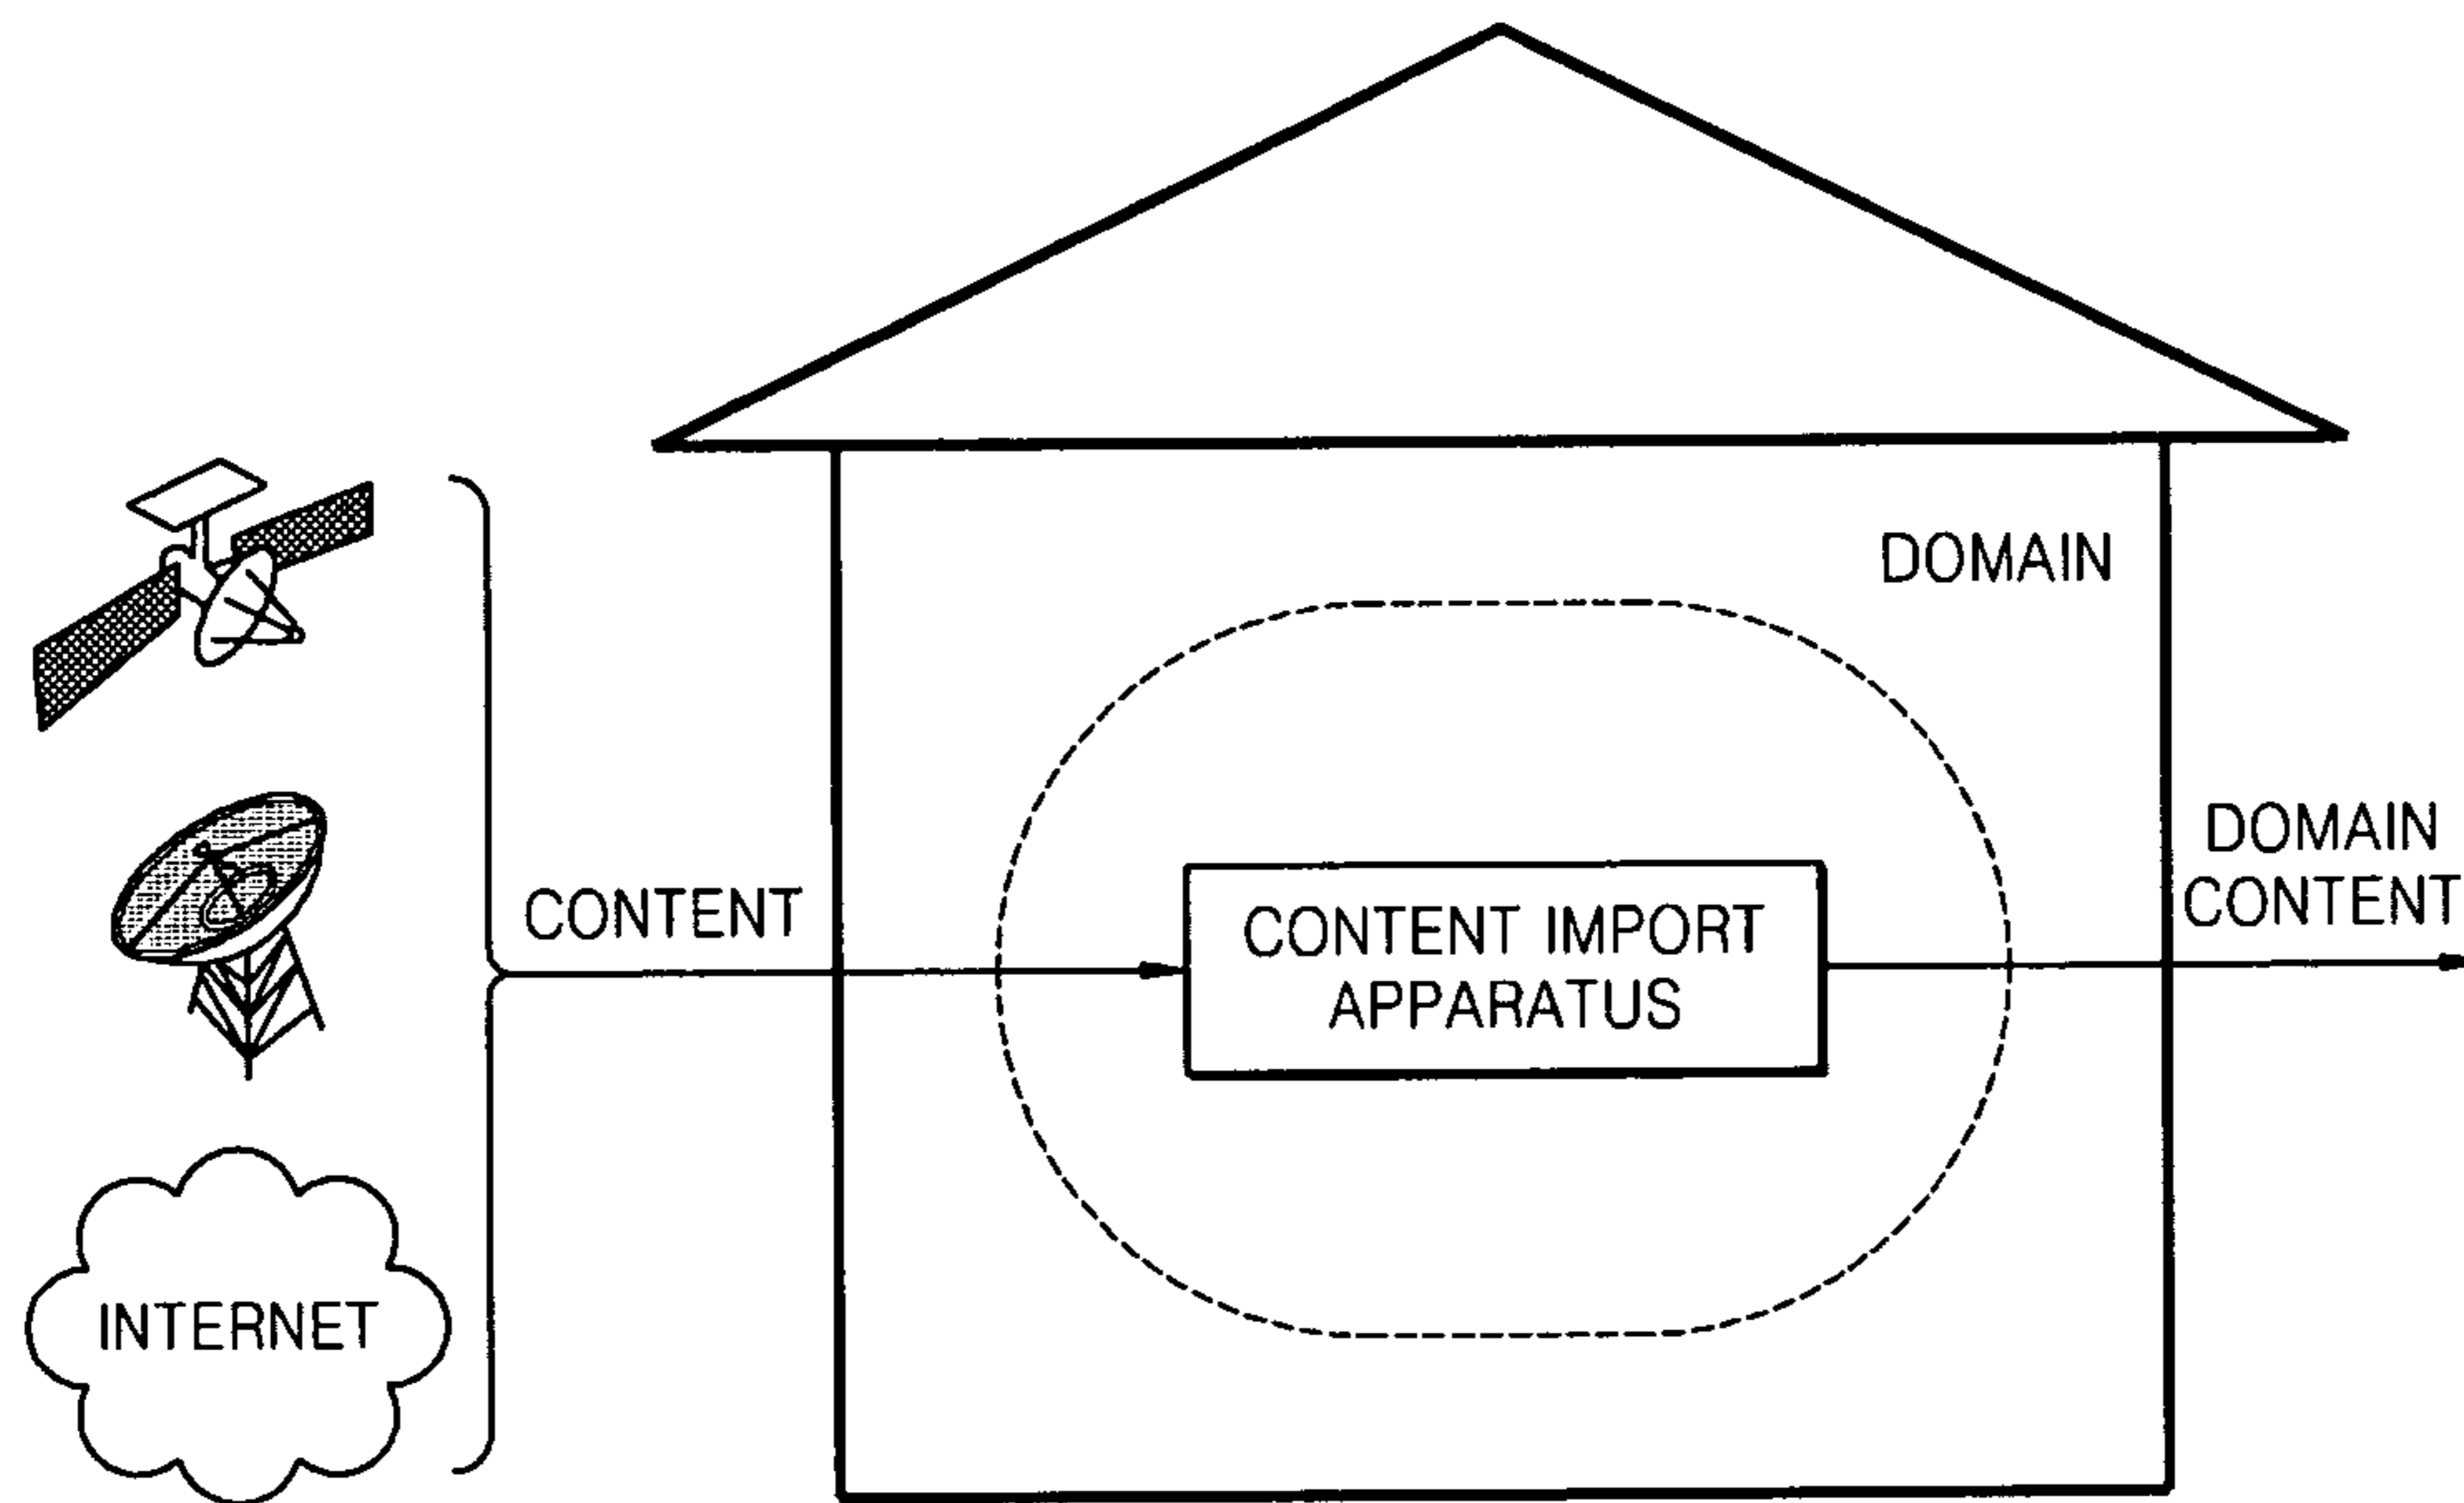 DOMAIN
CONTENT
CONTENT IMPORT
APPARATUS
DOMAIN
CONTENT
INTERNET